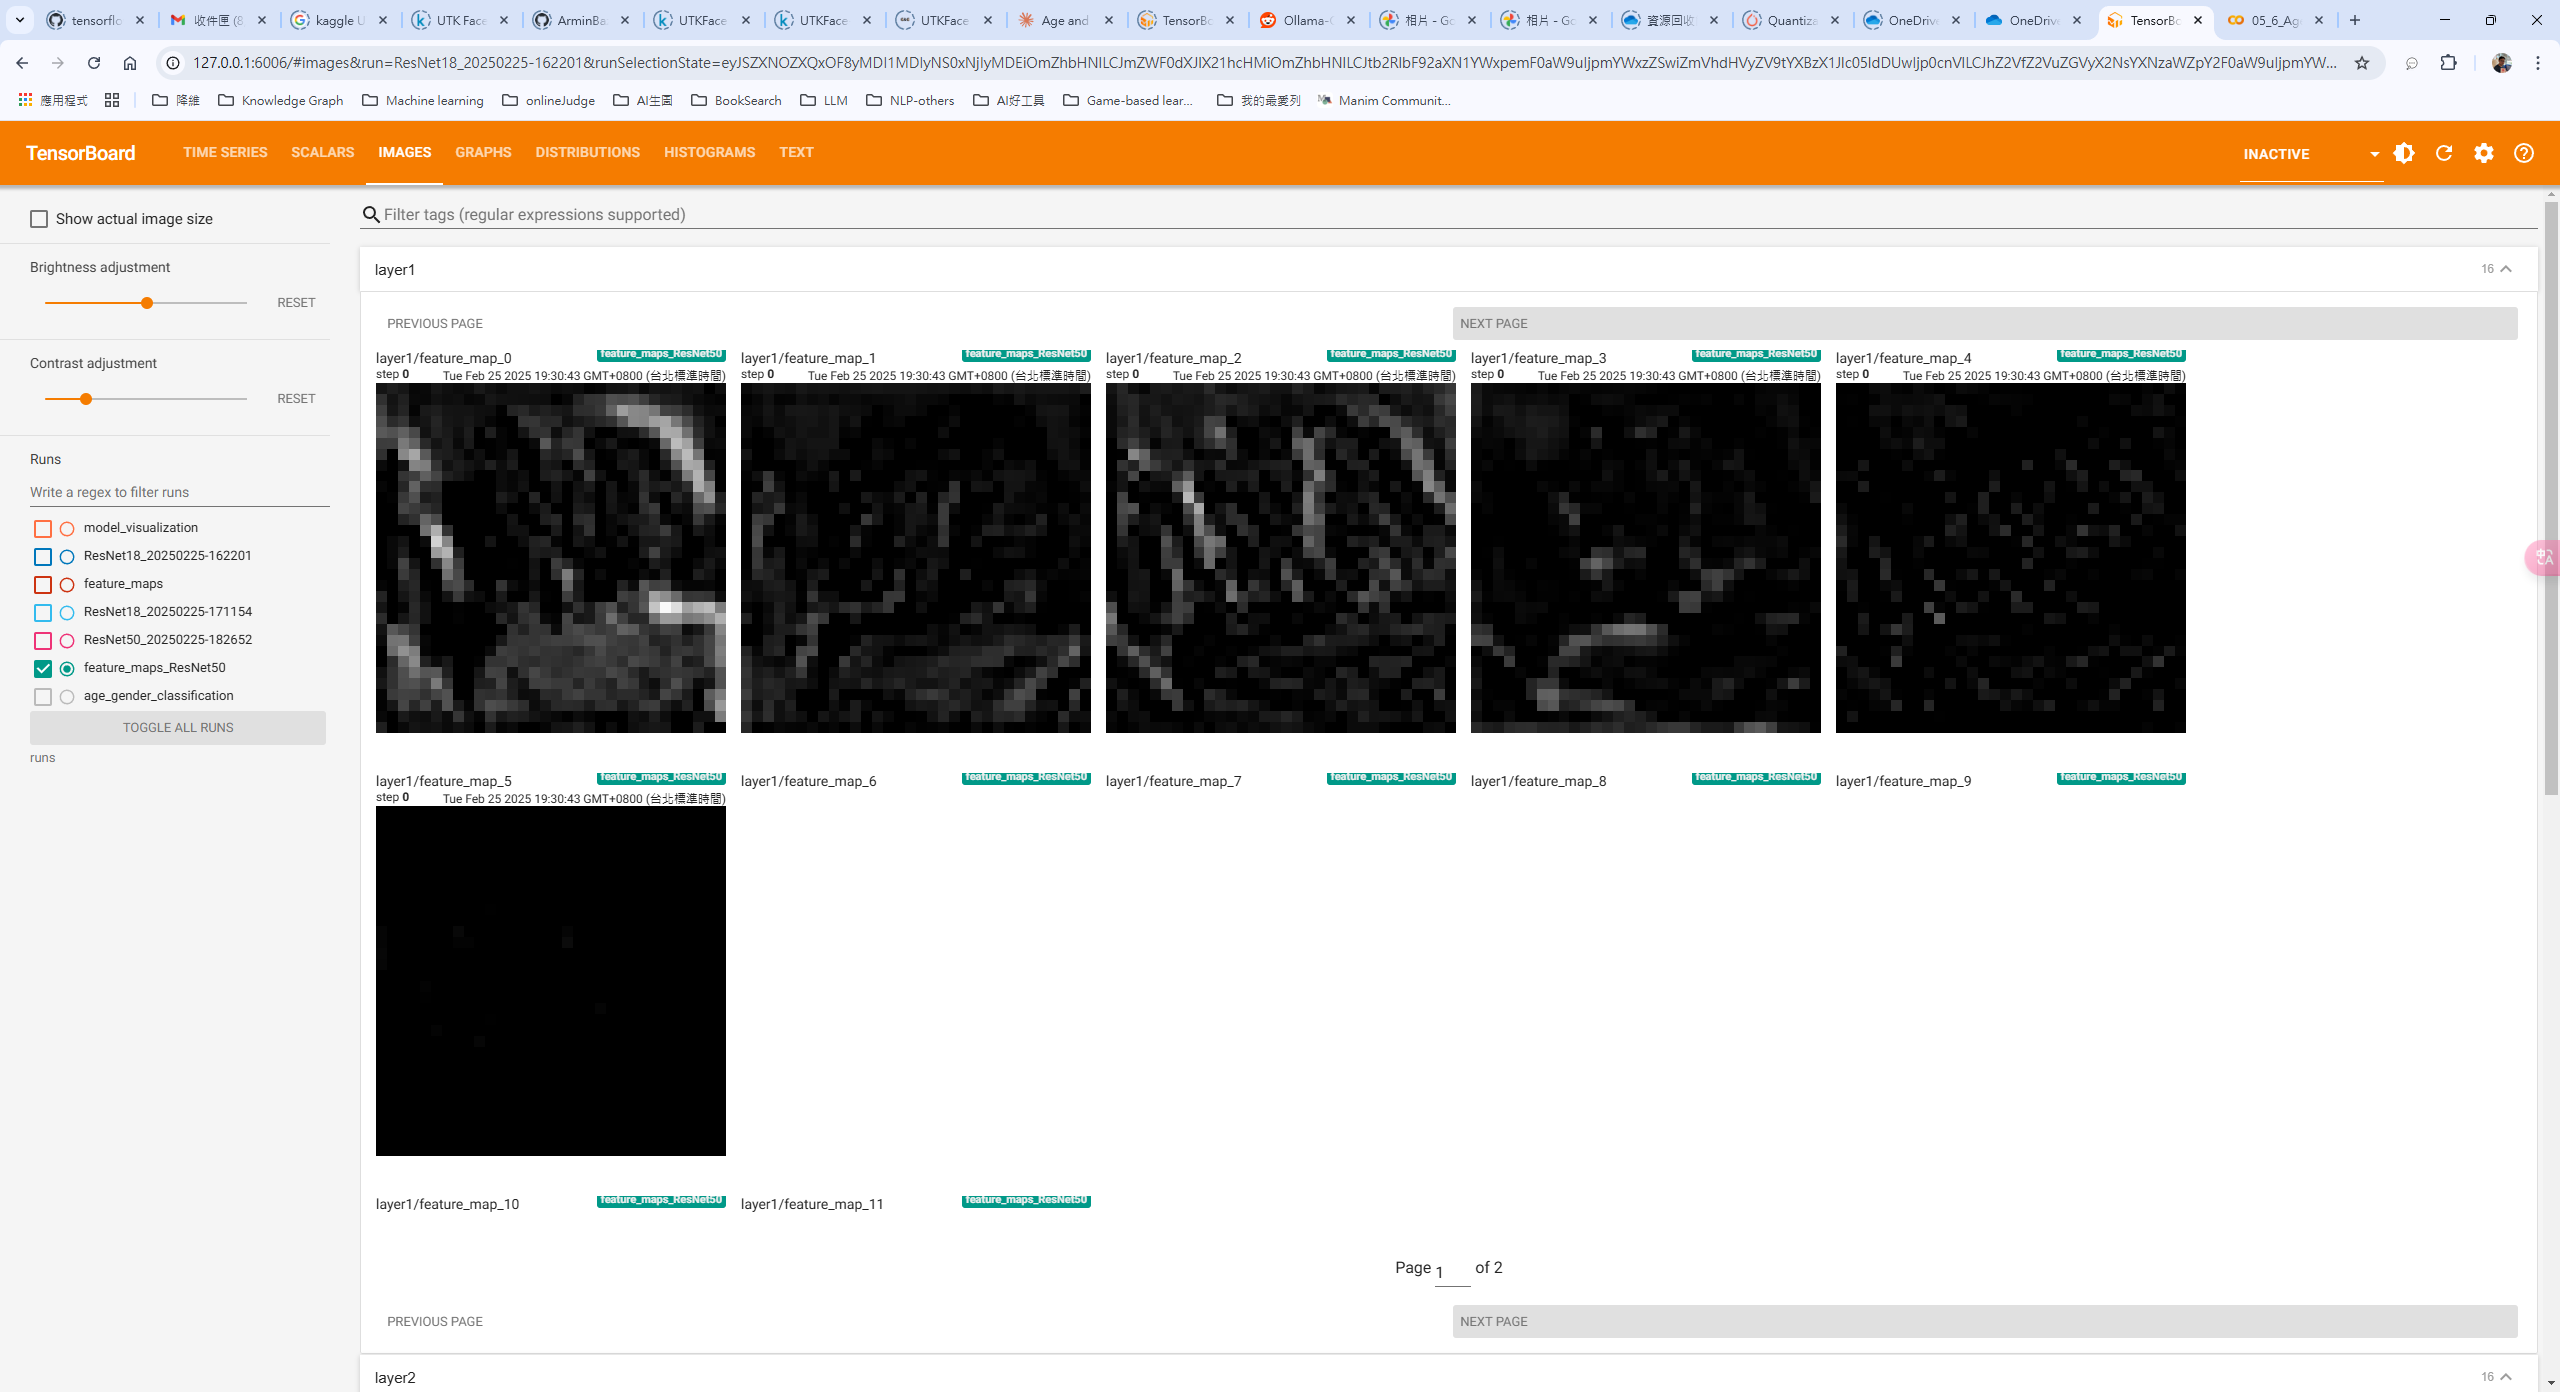 tensorflo
收件匣 (8
kaggle U
UTK Face
ArminBa
UTKFace
UTKFace
UTKFace
Age and
TensorBo
Ollama-
相片 - Go
相片 - Go
資源回收
Quantiza
OneDrive
OneDrive
TensorBo
05_6_Ag
應用程式
降維
Knowledge Graph
Machine learning
onlineJudge
AI生圖
BookSearch
LLM
NLP-others
AI好工具
Game-based lear...
我的最愛列
Manim Communit...
TensorBoard
TIME SERIES
SCALARS
IMAGES
GRAPHS
DISTRIBUTIONS
HISTOGRAMS
TEXT
INACTIVE
Show actual image size
Brightness adjustment
RESET
Contrast adjustment
RESET
Runs
Write a regex to filter runs
model_visualization
ResNet18_20250225-162201
feature_maps
ResNet18_20250225-171154
ResNet50_20250225-182652
feature_maps_ResNet50
age_gender_classification
TOGGLE ALL RUNS
runs
Filter tags (regular expressions supported)
layer1
16
PREVIOUS PAGE
NEXT PAGE
layer1/feature_map_0 feature_maps_ResNet50
step 0 Tue Feb 25 2025 19:30:43 GMT+0800 (台北標準時間)
layer1/feature_map_1 feature_maps_ResNet50
step 0 Tue Feb 25 2025 19:30:43 GMT+0800 (台北標準時間)
layer1/feature_map_2 feature_maps_ResNet50
step 0 Tue Feb 25 2025 19:30:43 GMT+0800 (台北標準時間)
layer1/feature_map_3 feature_maps_ResNet50
step 0 Tue Feb 25 2025 19:30:43 GMT+0800 (台北標準時間)
layer1/feature_map_4 feature_maps_ResNet50
step 0 Tue Feb 25 2025 19:30:43 GMT+0800 (台北標準時間)
layer1/feature_map_5 feature_maps_ResNet50
step 0 Tue Feb 25 2025 19:30:43 GMT+0800 (台北標準時間)
layer1/feature_map_6 feature_maps_ResNet50
layer1/feature_map_7 feature_maps_ResNet50
layer1/feature_map_8 feature_maps_ResNet50
layer1/feature_map_9 feature_maps_ResNet50
layer1/feature_map_10 feature_maps_ResNet50
layer1/feature_map_11 feature_maps_ResNet50
Page 1 of 2
PREVIOUS PAGE
NEXT PAGE
layer2
16